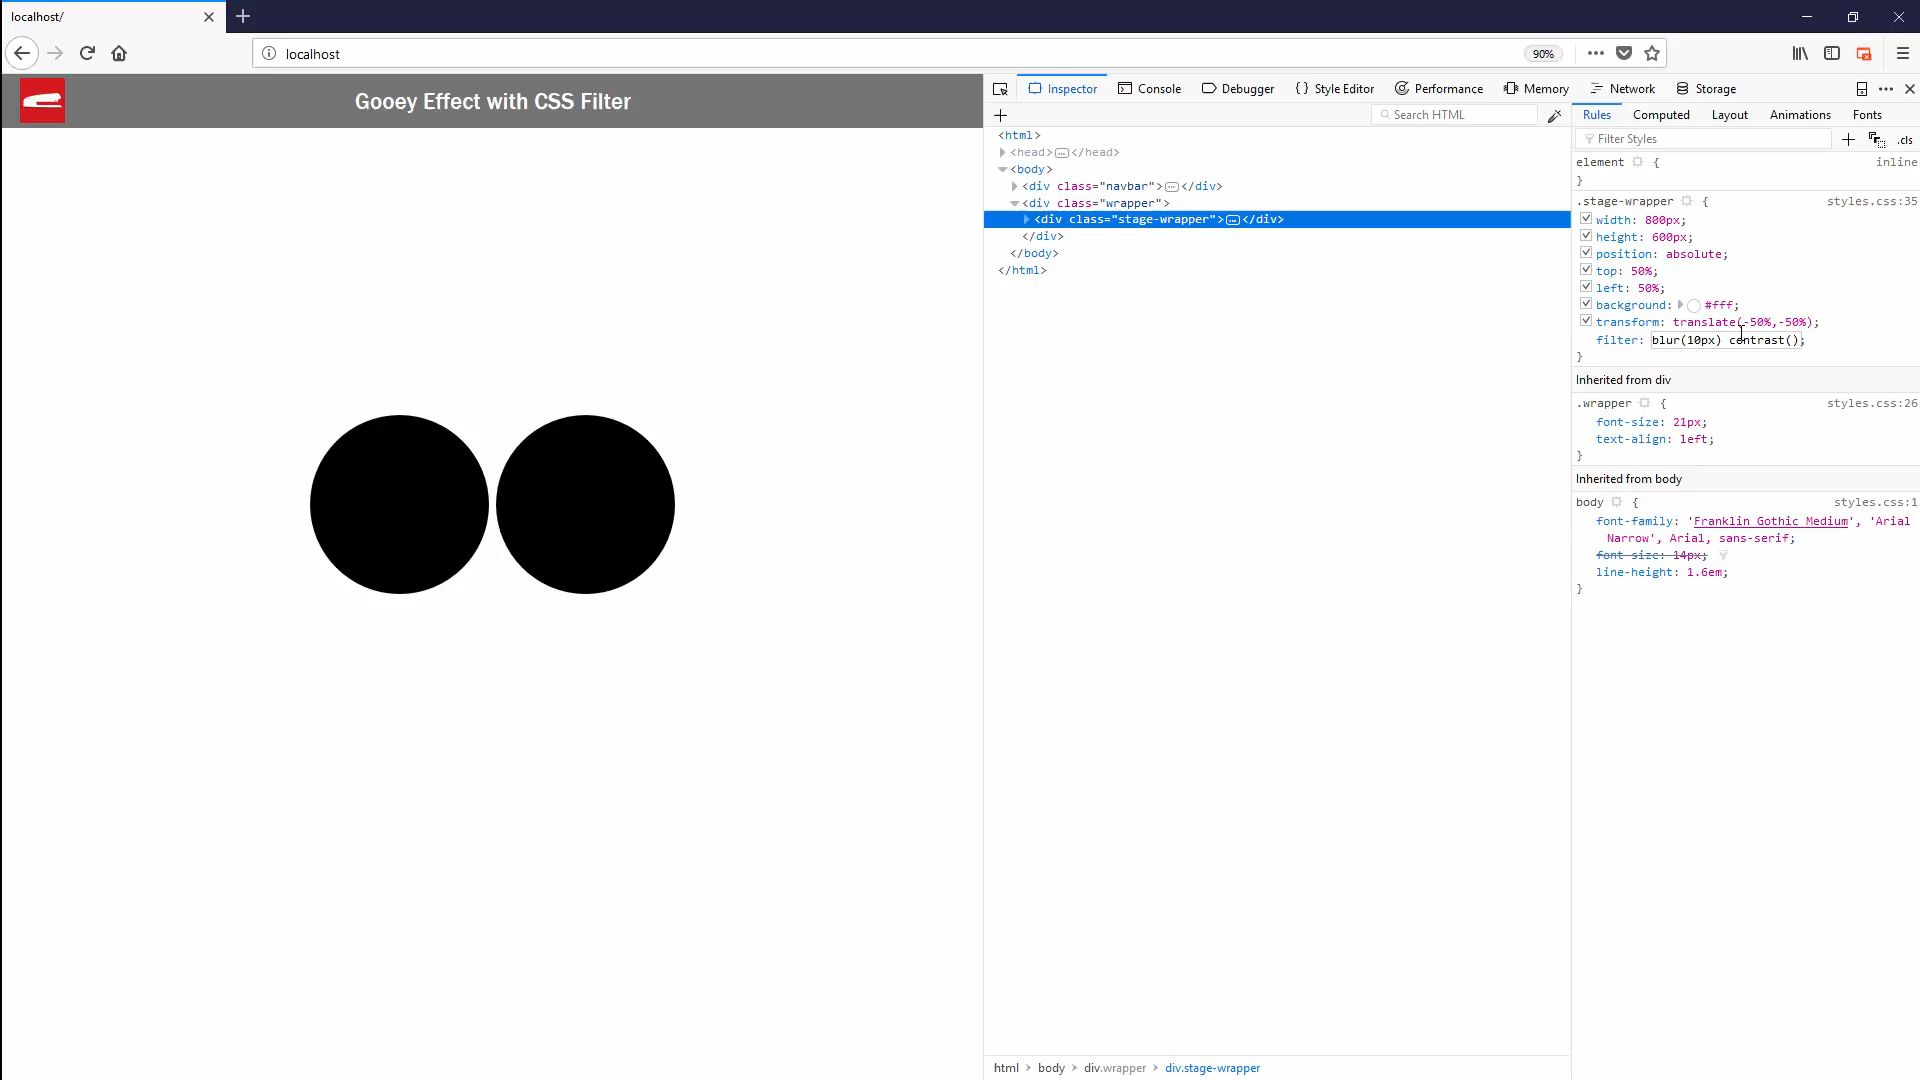 localhost/
localhost
90%
Gooey Effect with CSS Filter
Inspector
Console
Debugger
Style Editor
Performance
Memory
Network
Storage
Search HTML
<html>
<head></head>
<body>
<div class="navbar"></div>
<div class="wrapper">
<div class="stage-wrapper"></div>
</div>
</body>
</html>
html > body > div.wrapper > div.stage-wrapper
Rules
Computed
Layout
Animations
Fonts
Filter Styles
.cls
element { inline
}
.stage-wrapper { styles.css:35
width: 800px;
height: 600px;
position: absolute;
top: 50%;
left: 50%;
background: #fff;
transform: translate(-50%,-50%);
filter: blur(10px) contrast();
}
Inherited from div
.wrapper { styles.css:26
font-size: 21px;
text-align: left;
}
Inherited from body
body { styles.css:1
font-family: 'Franklin Gothic Medium', 'Arial
Narrow', Arial, sans-serif;
font-size: 14px;
line-height: 1.6em;
}